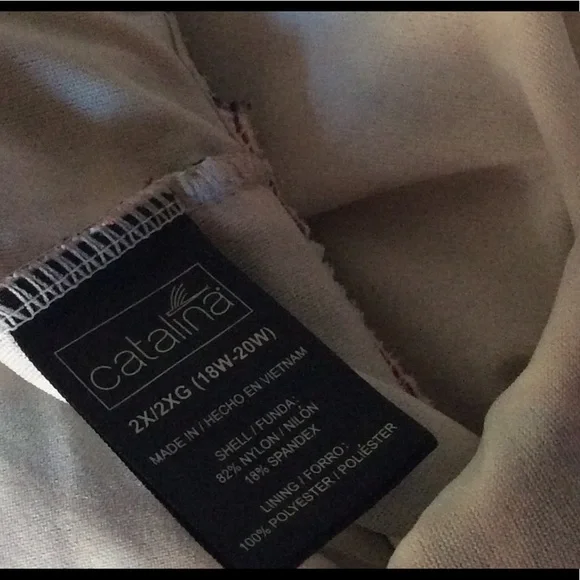 catalina
2X/2XG (18W-20W)
MADE IN / HECHO EN VIETNAM
SHELL / FUNDA:
82% NYLON / NILÓN
18% SPANDEX
LINING / FORRO:
100% POLYESTER / POLIÉSTER